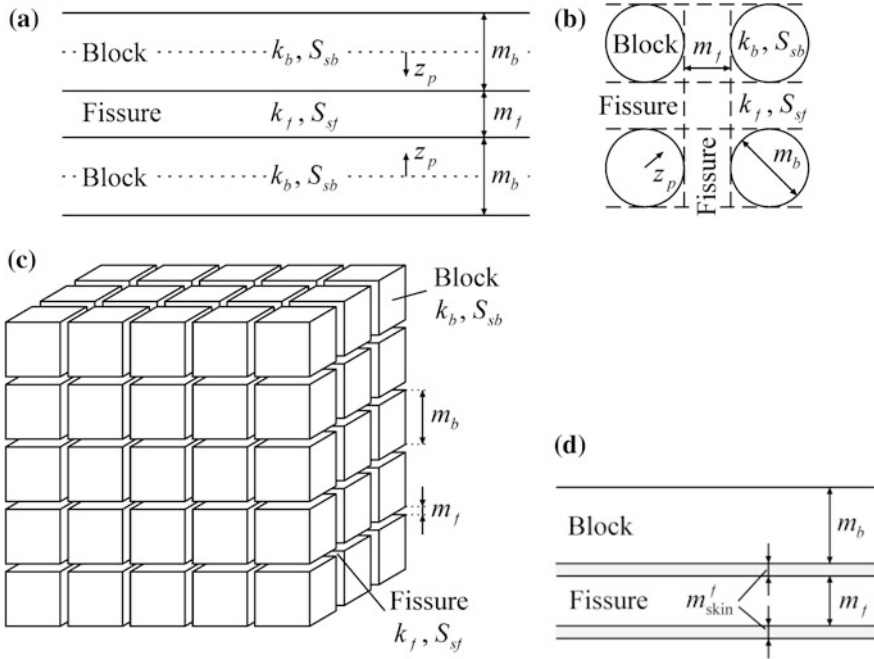 (a)
Block k_b, S_sb
z_p
m_b
Fissure k_f, S_sf
m_f
z_p
Block k_b, S_sb
m_b
(b)
Block m_f k_b, S_sb
Fissure k_f, S_sf
z_p
Fissure
m_b
(c)
Block
k_b, S_sb
m_b
m_f
Fissure
k_f, S_sf
(d)
Block m_b
Fissure m^f_skin m_f